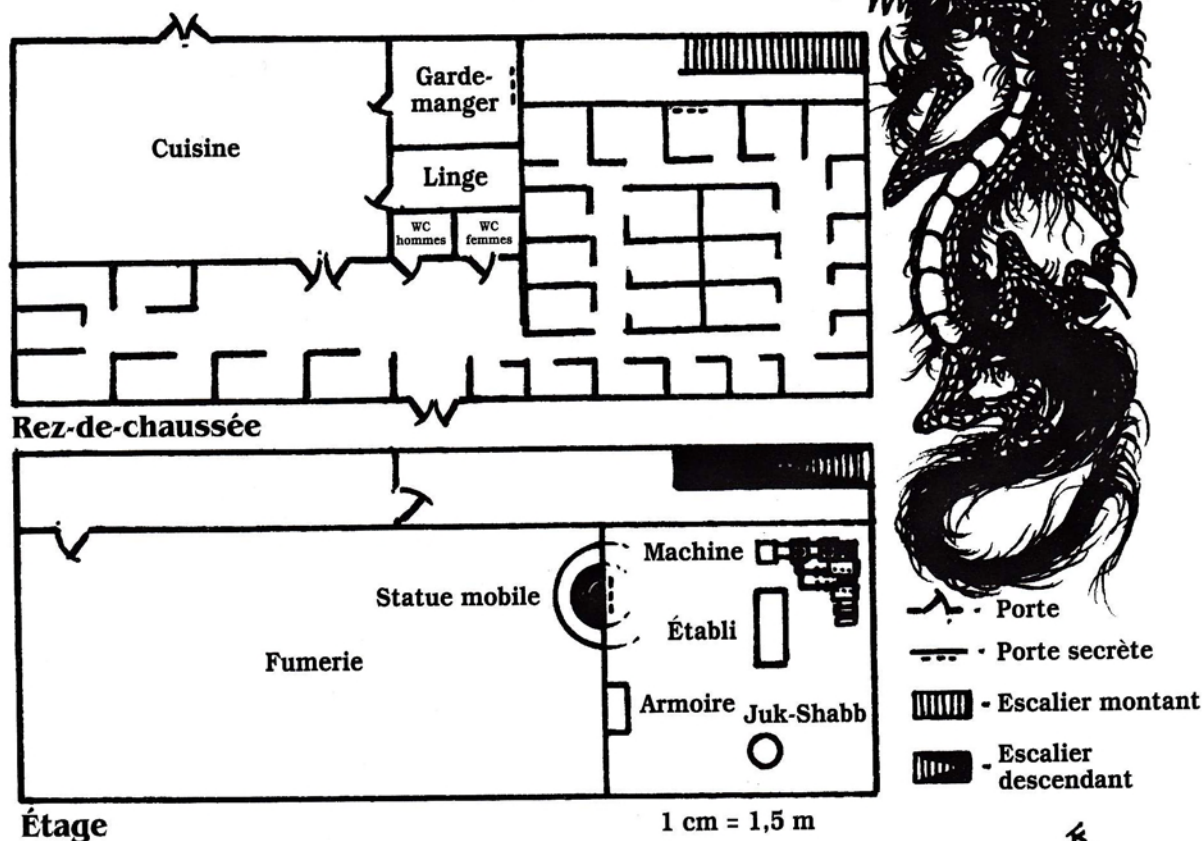 Garde-
manger
Cuisine
Linge
WC
hommes
WC
femmes
Rez-de-chaussée
Machine
Statue mobile
Établi
Fumerie
Armoire
Juk-Shabb
Étage
1 cm = 1,5 m
- Porte
- Porte secrète
- Escalier montant
- Escalier
descendant